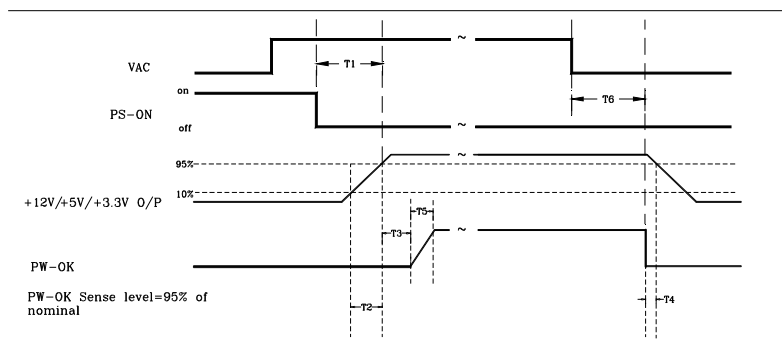 ~
VAC
T1
on
T6
PS-ON
off
~
95%
~
10%
+12V/+5V/+3.3V O/P
T5
T3
~
PW-OK
PW-OK Sense level=95% of
nominal
T2
T4